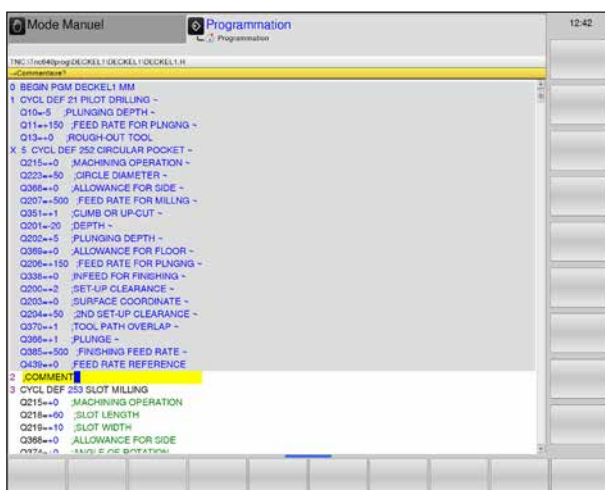 Mode Manuel
Programmation
Programmation
12:42
TNC:\Tnc640prog\DECKEL1\DECKEL1\DECKEL1.H
→Commentaire?
0 BEGIN PGM DECKEL1 MM
1 CYCL DEF 21 PILOT DRILLING ~
Q10=-5 ;PLUNGING DEPTH ~
Q11=+150 ;FEED RATE FOR PLNGNG ~
Q13=+0 ;ROUGH-OUT TOOL
X 5 CYCL DEF 252 CIRCULAR POCKET ~
Q215=+0 ;MACHINING OPERATION ~
Q223=+50 ;CIRCLE DIAMETER ~
Q368=+0 ;ALLOWANCE FOR SIDE ~
Q207=+500 ;FEED RATE FOR MILLNG ~
Q351=+1 ;CLIMB OR UP-CUT ~
Q201=-20 ;DEPTH ~
Q202=+5 ;PLUNGING DEPTH ~
Q369=+0 ;ALLOWANCE FOR FLOOR ~
Q206=+150 ;FEED RATE FOR PLNGNG ~
Q338=+0 ;INFEED FOR FINISHING ~
Q200=+2 ;SET-UP CLEARANCE ~
Q203=+0 ;SURFACE COORDINATE ~
Q204=+50 ;2ND SET-UP CLEARANCE ~
Q370=+1 ;TOOL PATH OVERLAP ~
Q366=+1 ;PLUNGE ~
Q385=+500 ;FINISHING FEED RATE ~
Q439=+0 ;FEED RATE REFERENCE
2 ;COMMENT
3 CYCL DEF 253 SLOT MILLING
Q215=+0 ;MACHINING OPERATION
Q218=+60 ;SLOT LENGTH
Q219=+10 ;SLOT WIDTH
Q368=+0 ;ALLOWANCE FOR SIDE
Q374=+0 ;ANGLE OF ROTATION